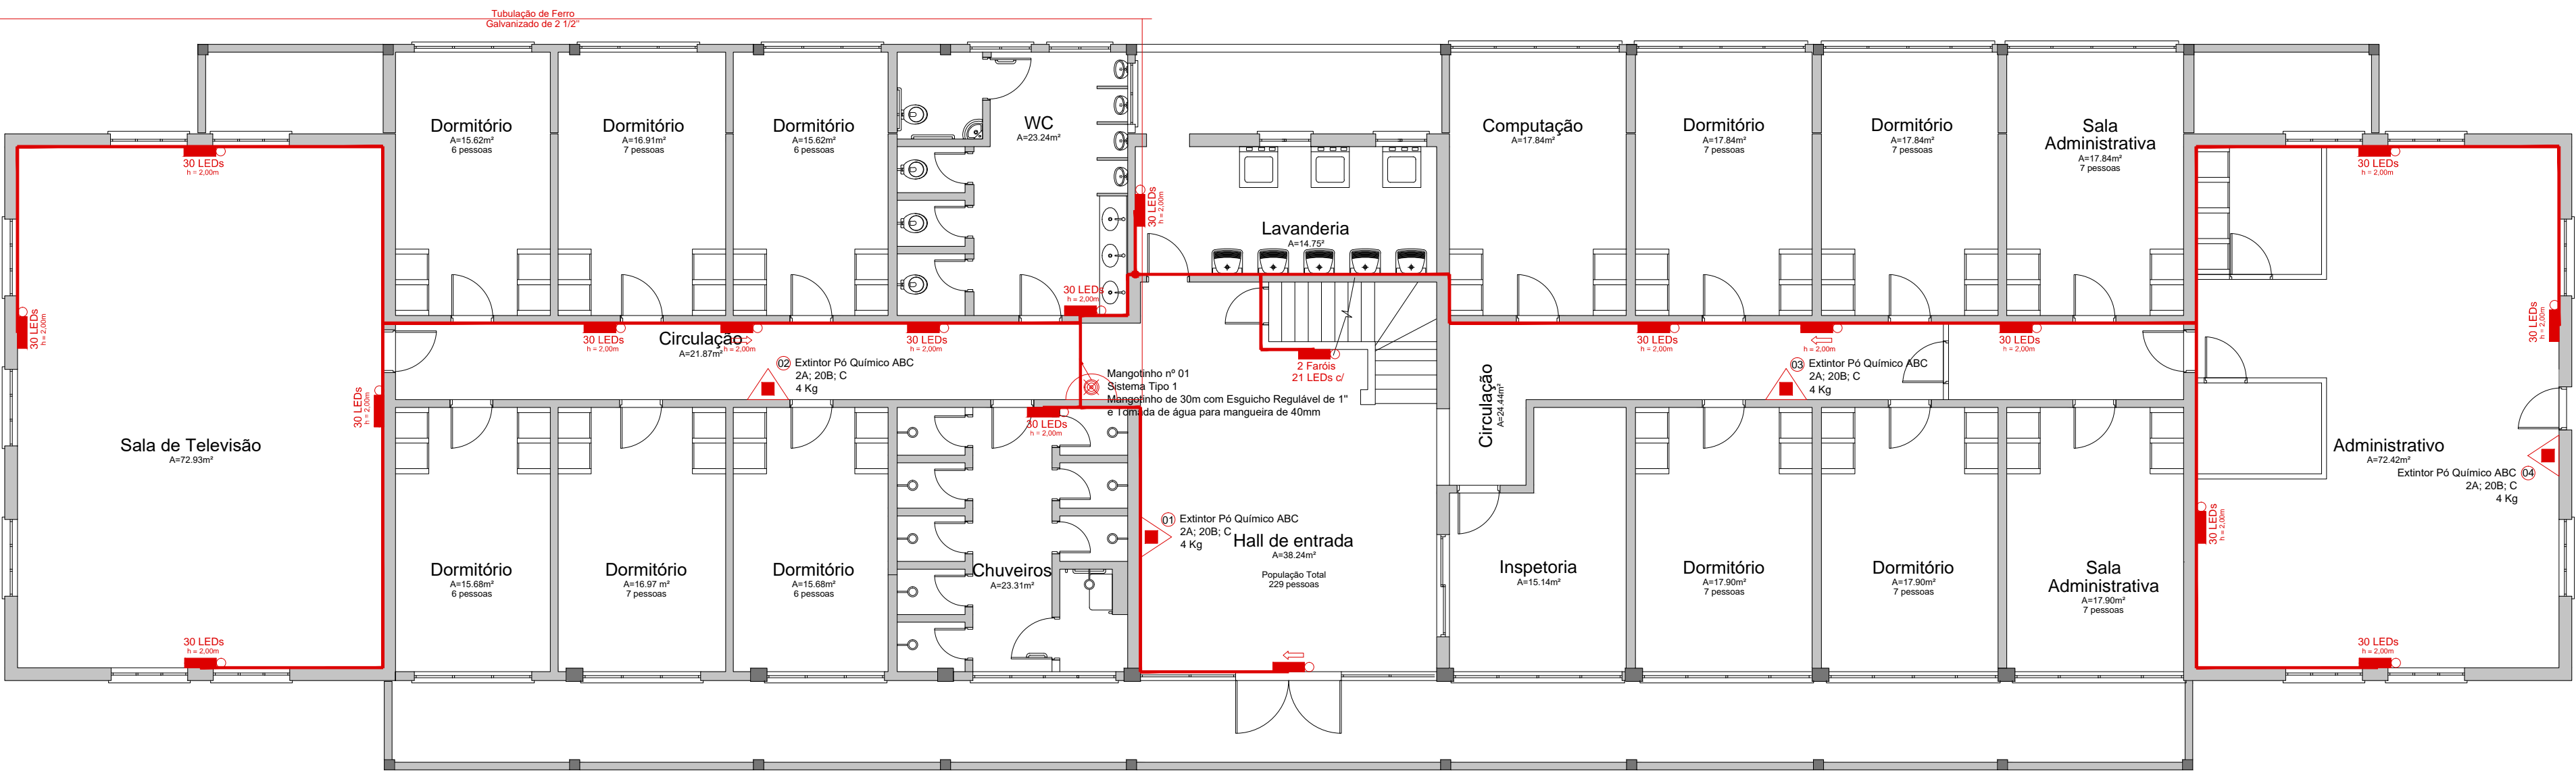 Tubulação de Ferro
Galvanizado de 2 1/2"
30 LEDs
h = 2,00m
Dormitório
A=15.62m²
6 pessoas
Dormitório
A=16.91m²
7 pessoas
Dormitório
A=15.62m²
6 pessoas
WC
A=23.24m²
30 LEDs
h = 2,00m
Lavanderia
A=14.75²
Computação
A=17.84m²
Dormitório
A=17.84m²
7 pessoas
Dormitório
A=17.84m²
7 pessoas
Sala
Administrativa
A=17.84m²
7 pessoas
30 LEDs
h = 2,00m
30 LEDs
h = 2,00m
30 LEDs
h = 2,00m
30 LEDs
h = 2,00m
Circulação
A=21.87m²
h = 2,00m
30 LEDs
h = 2,00m
30 LEDs
h = 2,00m
02 Extintor Pó Químico ABC
2A; 20B; C
4 Kg
Mangotinho nº 01
Sistema Tipo 1
Mangotinho de 30m com Esguicho Regulável de 1"
e Tomada de água para mangueira de 40mm
30 LEDs
h = 2,00m
2 Faróis
21 LEDs c/
Circulação
A=24.44m²
30 LEDs
h = 2,00m
h = 2,00m
30 LEDs
h = 2,00m
03 Extintor Pó Químico ABC
2A; 20B; C
4 Kg
30 LEDs
h = 2,00m
Sala de Televisão
A=72.93m²
Administrativo
A=72.42m²
Extintor Pó Químico ABC 04
2A; 20B; C
4 Kg
30 LEDs
h = 2,00m
01 Extintor Pó Químico ABC
2A; 20B; C
4 Kg
Hall de entrada
A=38.24m²
População Total
229 pessoas
Dormitório
A=15.68m²
6 pessoas
Dormitório
A=16.97 m²
7 pessoas
Dormitório
A=15.68m²
6 pessoas
Chuveiros
A=23.31m²
Inspetoria
A=15.14m²
Dormitório
A=17.90m²
7 pessoas
Dormitório
A=17.90m²
7 pessoas
Sala
Administrativa
A=17.90m²
7 pessoas
30 LEDs
h = 2,00m
30 LEDs
h = 2,00m